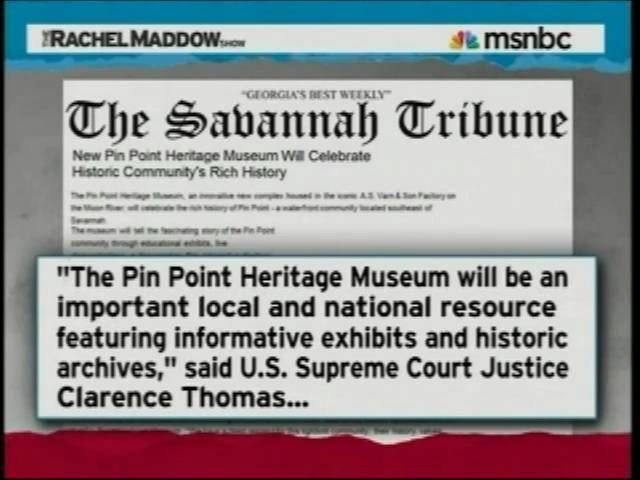 THE RACHEL MADDOW SHOW
msnbc
"GEORGIA'S BEST WEEKLY"
The Savannah Tribune
New Pin Point Heritage Museum Will Celebrate
Historic Community's Rich History
The Pin Point Heritage Museum, an innovative new complex housed in the iconic A.S. Varn & Son Factory on
the Moon River, will celebrate the rich history of Pin Point - a waterfront community located southeast of
Savannah.
The museum will tell the fascinating story of the Pin Point
community through educational exhibits, live
"The Pin Point Heritage Museum will be an
important local and national resource
featuring informative exhibits and historic
archives," said U.S. Supreme Court Justice
Clarence Thomas...